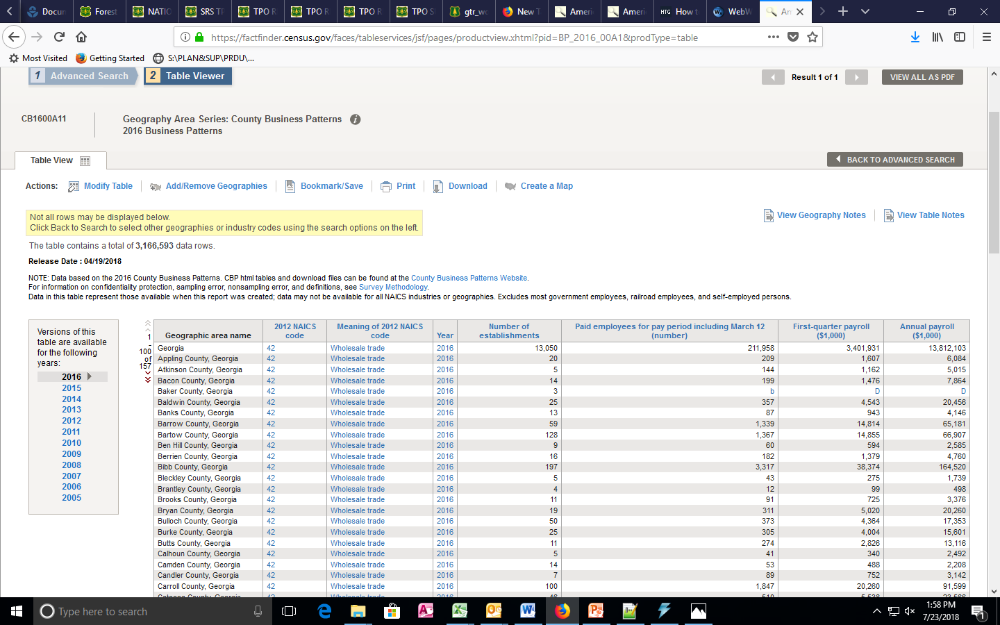 Docum
Forest
NATIO
SRS TP
TPO R
TPO R
TPO R
TPO S
gtr_wo
New T
Ameri
Ameri
HTG How t
WebW
Am
https://factfinder.census.gov/faces/tableservices/jsf/pages/productview.xhtml?pid=BP_2016_00A1&prodType=table
Most Visited Getting Started S:\PLAN&SUP\PRDU\...
1 Advanced Search 2 Table Viewer Result 1 of 1 VIEW ALL AS PDF
CB1600A11 Geography Area Series: County Business Patterns
2016 Business Patterns
Table View BACK TO ADVANCED SEARCH
Actions: Modify Table Add/Remove Geographies Bookmark/Save Print Download Create a Map
Not all rows may be displayed below.
Click Back to Search to select other geographies or industry codes using the search options on the left.
View Geography Notes View Table Notes
The table contains a total of 3,166,593 data rows.
Release Date : 04/19/2018
NOTE: Data based on the 2016 County Business Patterns. CBP html tables and download files can be found at the County Business Patterns Website.
For information on confidentiality protection, sampling error, nonsampling error, and definitions, see Survey Methodology.
Data in this table represent those available when this report was created; data may not be available for all NAICS industries or geographies. Excludes most government employees, railroad employees, and self-employed persons.
Versions of this
table are available
for the following
years:
2016
2015
2014
2013
2012
2011
2010
2009
2008
2007
2006
2005
1
-
100
of
157
Geographic area name 2012 NAICS code Meaning of 2012 NAICS code Year Number of establishments Paid employees for pay period including March 12 (number) First-quarter payroll ($1,000) Annual payroll ($1,000)
Georgia 42 Wholesale trade 2016 13,050 211,958 3,401,931 13,812,103
Appling County, Georgia 42 Wholesale trade 2016 20 209 1,607 6,084
Atkinson County, Georgia 42 Wholesale trade 2016 5 144 1,162 5,015
Bacon County, Georgia 42 Wholesale trade 2016 14 199 1,476 7,864
Baker County, Georgia 42 Wholesale trade 2016 3 b D D
Baldwin County, Georgia 42 Wholesale trade 2016 25 357 4,543 20,456
Banks County, Georgia 42 Wholesale trade 2016 13 87 943 4,146
Barrow County, Georgia 42 Wholesale trade 2016 59 1,339 14,814 65,181
Bartow County, Georgia 42 Wholesale trade 2016 128 1,367 14,855 66,907
Ben Hill County, Georgia 42 Wholesale trade 2016 9 60 594 2,585
Berrien County, Georgia 42 Wholesale trade 2016 16 182 1,379 4,760
Bibb County, Georgia 42 Wholesale trade 2016 197 3,317 38,374 164,520
Bleckley County, Georgia 42 Wholesale trade 2016 5 43 275 1,739
Brantley County, Georgia 42 Wholesale trade 2016 4 12 99 498
Brooks County, Georgia 42 Wholesale trade 2016 11 91 725 3,376
Bryan County, Georgia 42 Wholesale trade 2016 19 311 5,020 20,260
Bulloch County, Georgia 42 Wholesale trade 2016 50 373 4,364 17,353
Burke County, Georgia 42 Wholesale trade 2016 25 305 4,004 15,601
Butts County, Georgia 42 Wholesale trade 2016 11 274 2,826 13,116
Calhoun County, Georgia 42 Wholesale trade 2016 5 41 340 2,492
Camden County, Georgia 42 Wholesale trade 2016 14 53 488 2,208
Candler County, Georgia 42 Wholesale trade 2016 7 89 752 3,142
Carroll County, Georgia 42 Wholesale trade 2016 100 1,847 20,260 91,599
Type here to search
1:58 PM
7/23/2018
1